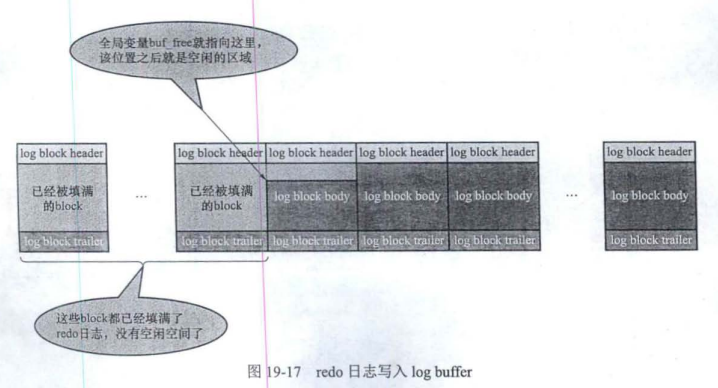 全局变量buf_free就指向这里，
该位置之后就是空闲的区域
log block header
log block header
log block header
log block header
log block header
log block header
已经被填满
的block
…
已经被填满
的block
log block body
log block body
log block body
…
log block body
log block trailer
log block trailer
log block trailer
log block trailer
log block trailer
log block trailer
这些block都已经填满了
redo日志，没有空闲空间了
图 19-17 redo 日志写入 log buffer